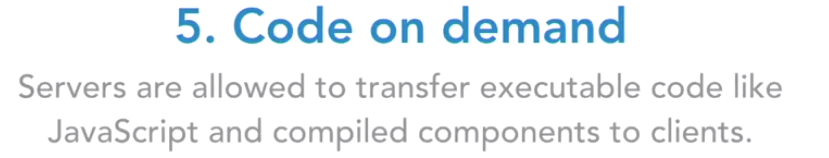 5. Code on demand
Servers are allowed to transfer executable code like
JavaScript and compiled components to clients.